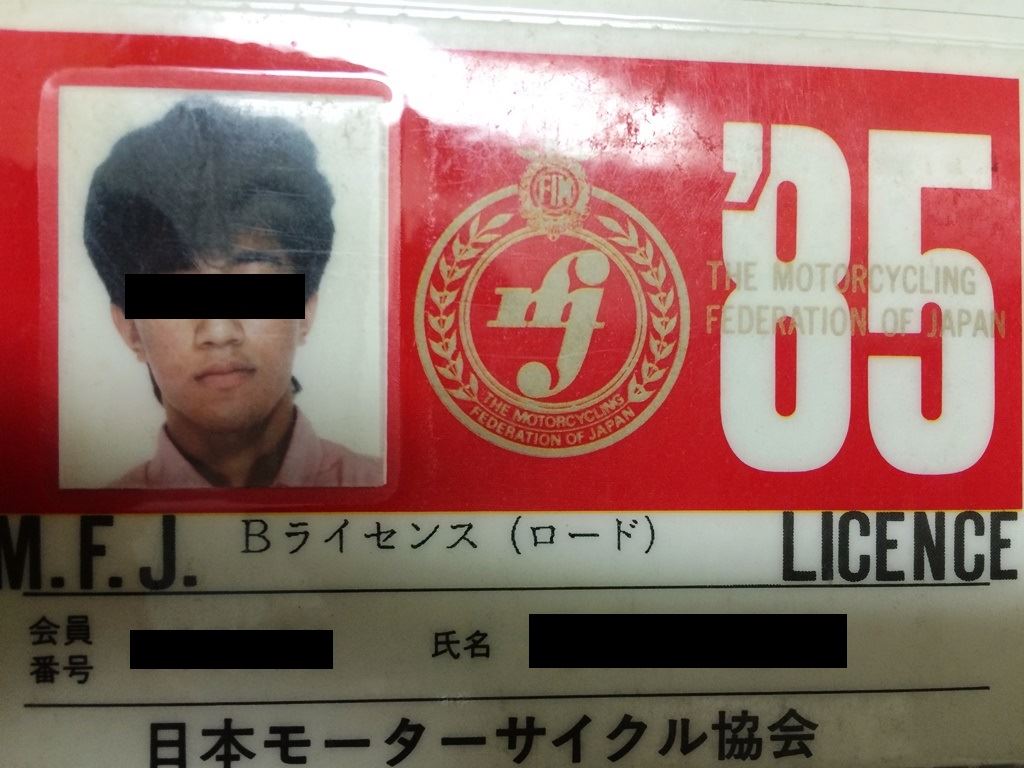 '85
FIM
mfj
THE MOTORCYCLING
FEDERATION OF JAPAN
THE MOTORCYCLING
FEDERATION OF JAPAN
M.F.J. Bライセンス (ロード) LICENCE
会員番号 氏名
日本モーターサイクル協会